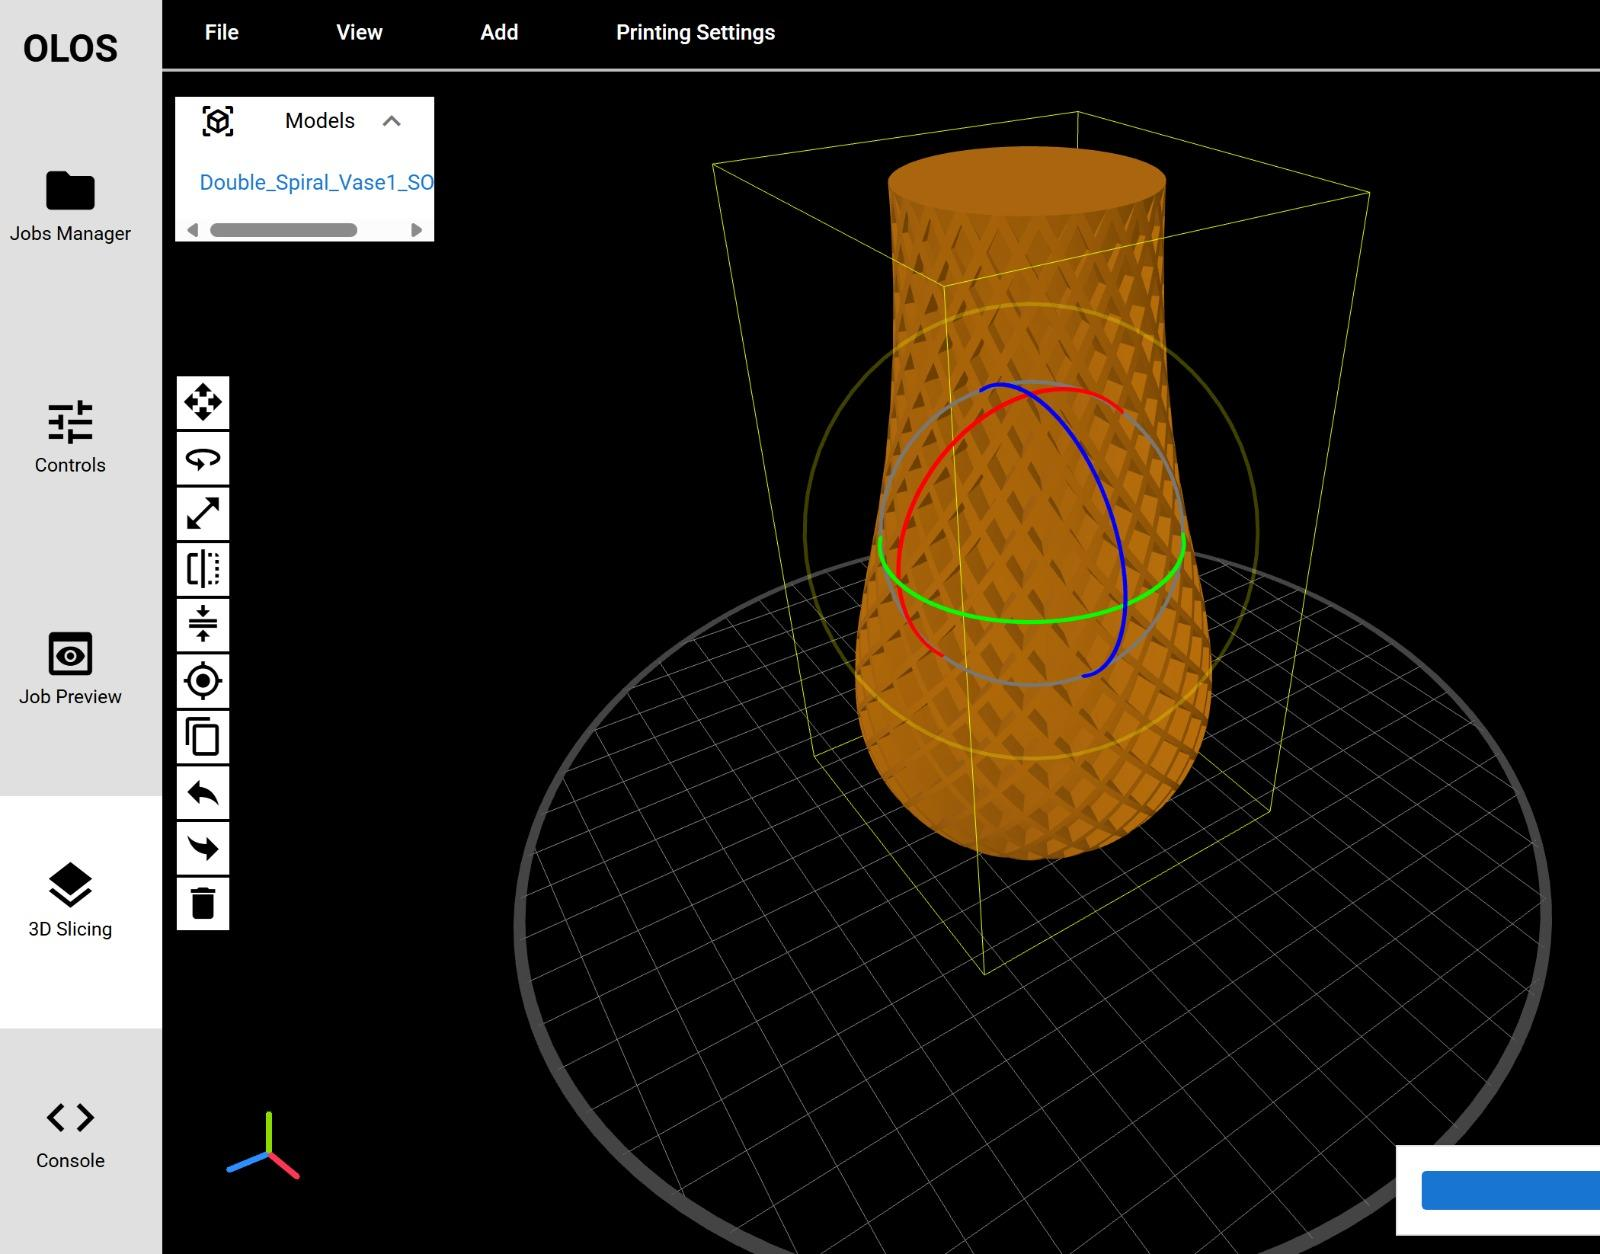 OLOS
File
View
Add
Printing Settings
Models
Double_Spiral_Vase1_SO
Jobs Manager
Controls
Job Preview
3D Slicing
Console